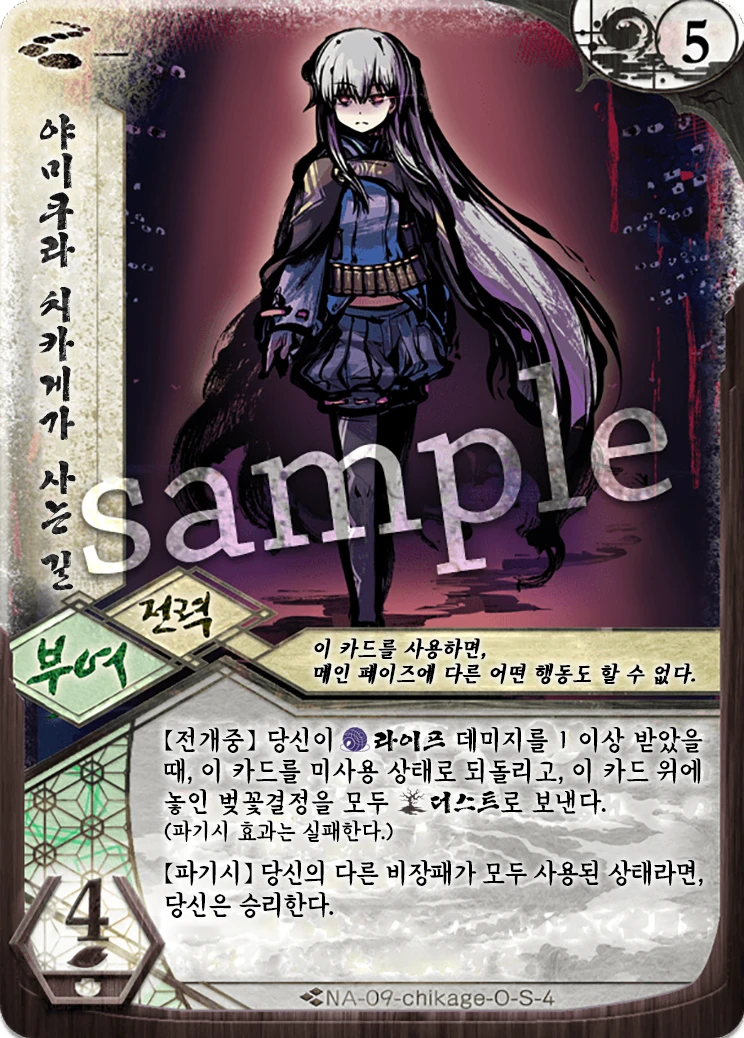 5
야미쿠라 치카게가 사는 길
sample
전력
부여
이 카드를 사용하면,
메인 페이즈에 다른 어떤 행동도 할 수 없다.
【전개중】 당신이 라이프 데미지를 1 이상 받았을
때, 이 카드를 미사용 상태로 되돌리고, 이 카드 위에
놓인 벚꽃결정을 모두 더스트로 보낸다.
(파기시 효과는 실패한다.)
【파기시】 당신의 다른 비장패가 모두 사용된 상태라면,
당신은 승리한다.
4
NA-09-chikage-O-S-4